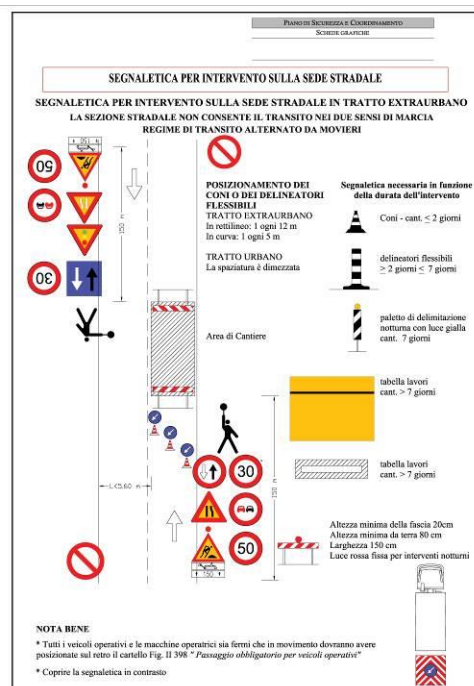 PIANO DI SICUREZZA E COORDINAMENTO
SCHEDE GRAFICHE
SEGNALETICA PER INTERVENTO SULLA SEDE STRADALE
SEGNALETICA PER INTERVENTO SULLA SEDE STRADALE IN TRATTO EXTRAURBANO
LA SEZIONE STRADALE NON CONSENTE IL TRANSITO NEI DUE SENSI DI MARCIA
REGIME DI TRANSITO ALTERNATO DA MOVIERI
150
50
150 m
30
POSIZIONAMENTO DEI
CONI O DEI DELINEATORI
FLESSIBILI
TRATTO EXTRAURBANO
In rettilineo: 1 ogni 12 m
In curva: 1 ogni 5 m
TRATTO URBANO
La spaziatura è dimezzata
Segnaletica necessaria in funzione
della durata dell'intervento
Coni - cant. < 2 giorni
delineatori flessibili
> 2 giorni < 7 giorni
paletto di delimitazione
notturna con luce gialla
cant. 7 giorni
Area di Cantiere
tabella lavori
cant. > 7 giorni
tabella lavori
cant. > 7 giorni
L<5.60 m
30
50
150
150 m
Altezza minima della fascia 20cm
Altezza minima da terra 80 cm
Larghezza 150 cm
Luce rossa fissa per interventi notturni
NOTA BENE
* Tutti i veicoli operativi e le macchine operatrici sia fermi che in movimento dovranno avere
posizionate sul retro il cartello Fig. II 398 " Passaggio obbligatorio per veicoli operativi"
* Coprire la segnaletica in contrasto